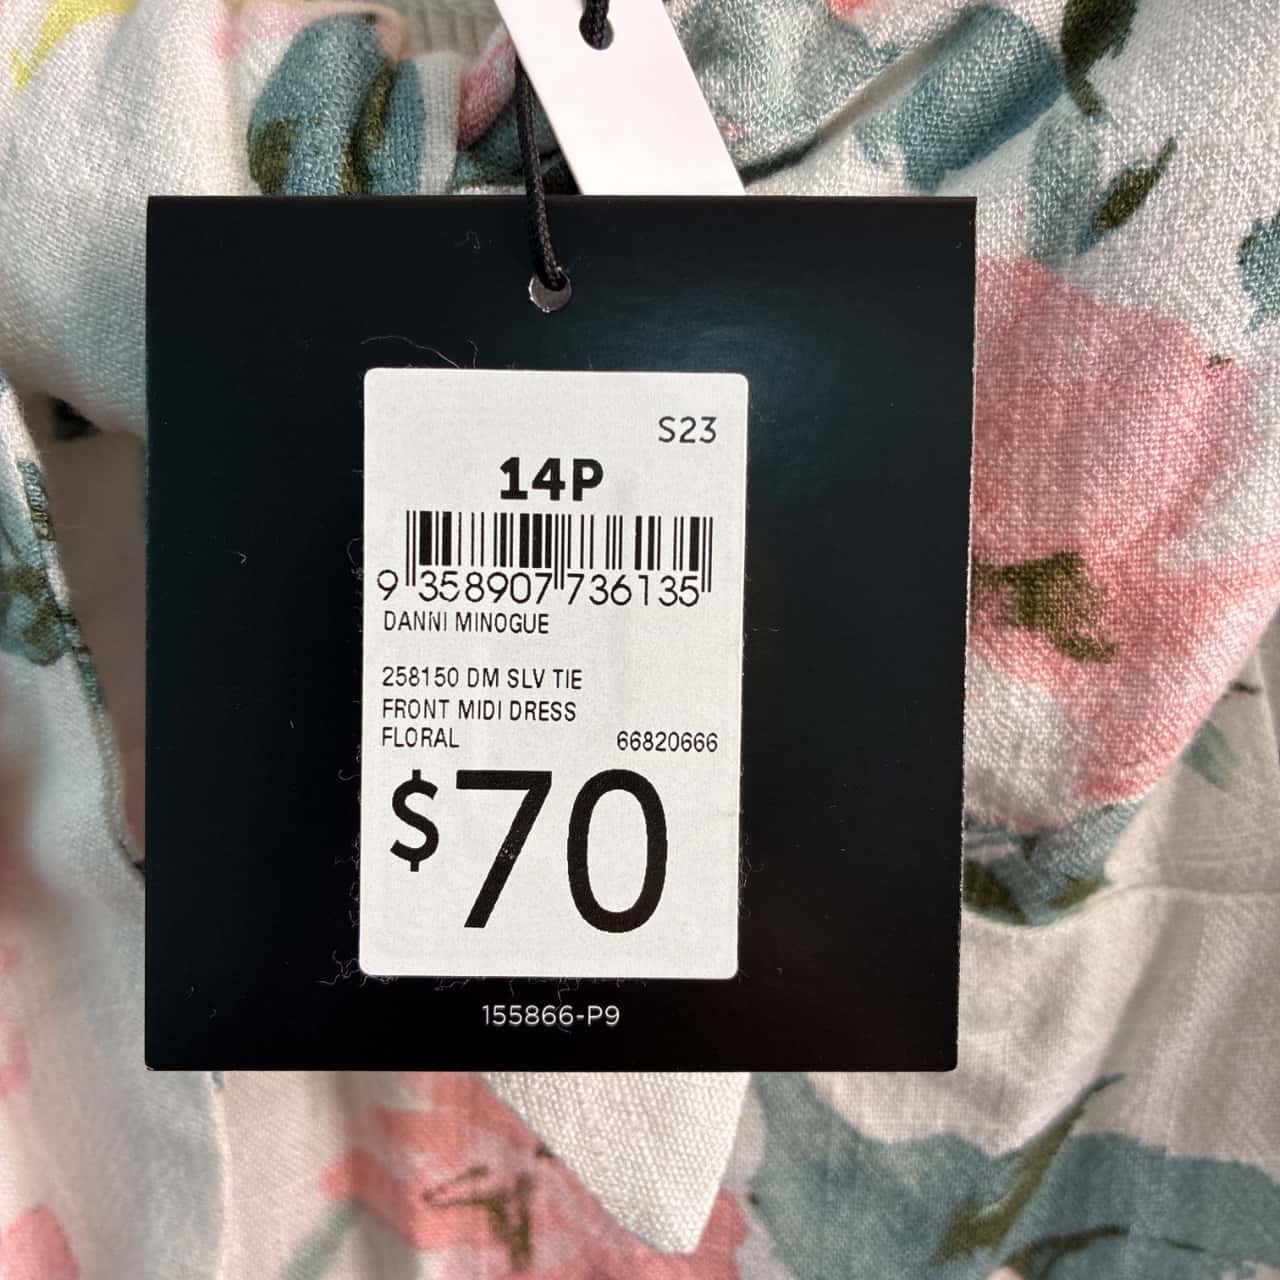 S23
14P
9 358907 736135
DANNI MINOGUE
258150 DM SLV TIE
FRONT MIDI DRESS
FLORAL 66820666
$70
155866-P9